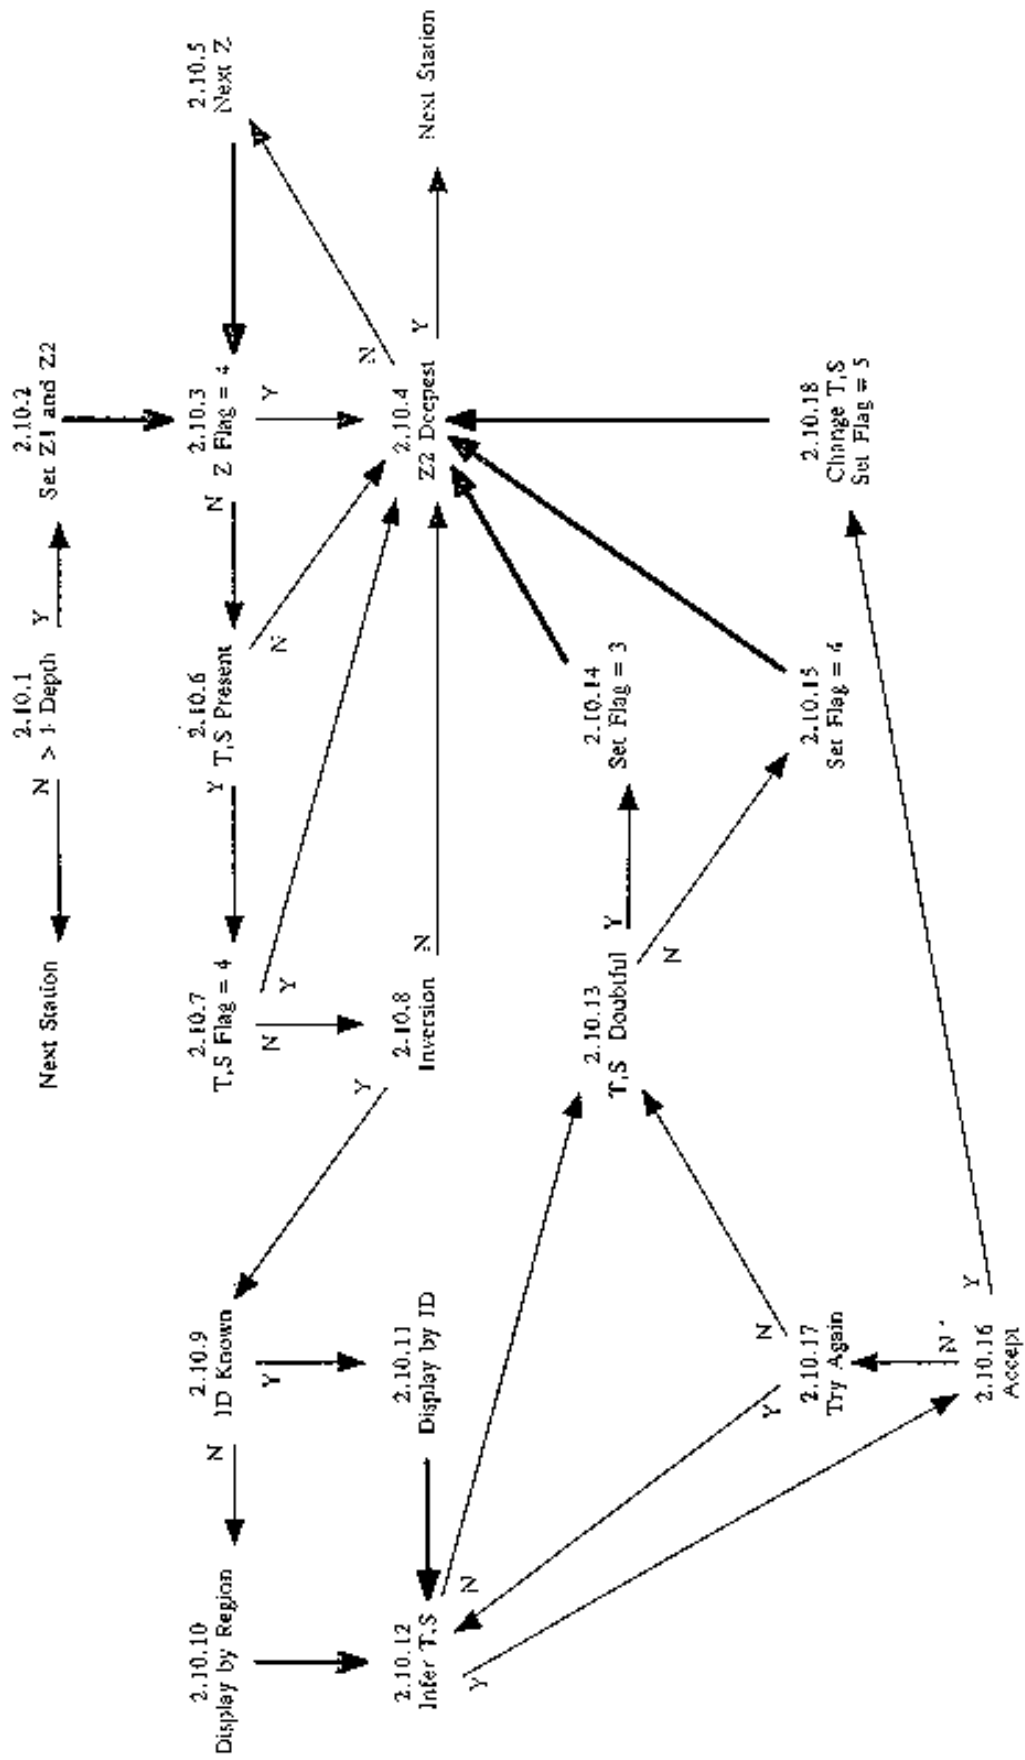 Next Station
N
2.10.1
> 1 Depth
Y
2.10.2
Set Z1 and Z2
2.10.10
Display by Region
N
2.10.9
ID Known
Y
2.10.7
T,S Flag = 4
N
Y
Y
2.10.6
T,S Present
N
N
2.10.3
Z Flag = 4
Y
2.10.5
Next Z
2.10.12
Infer T,S
Y
N
2.10.11
Display by ID
Y
2.10.8
Inversion
N
2.10.4
Z2 Deepest
N
Y
Next Station
2.10.13
T,S Doubtful
Y
N
2.10.14
Set Flag = 3
Y
2.10.17
Try Again
N
2.10.15
Set Flag = 4
2.10.18
Change T,S
Set Flag = 5
2.10.16
Accept
N
Y